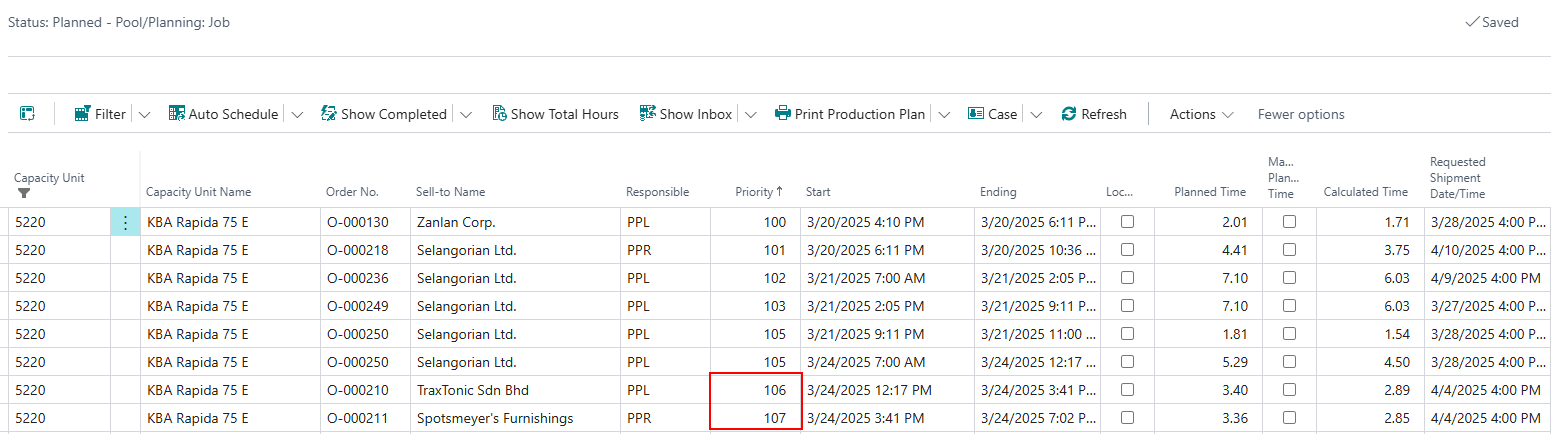 Status: Planned - Pool/Planning: Job
Saved
Filter Auto Schedule Show Completed Show Total Hours Show Inbox Print Production Plan Case Refresh Actions Fewer options
Capacity Unit Capacity Unit Name Order No. Sell-to Name Responsible Priority ↑ Start Ending Loc... Planned Time Ma... Plan... Time Calculated Time Requested Shipment Date/Time
5220 KBA Rapida 75 E O-000130 Zanlan Corp. PPL 100 3/20/2025 4:10 PM 3/20/2025 6:11 P... 2.01 1.71 3/28/2025 4:00 P...
5220 KBA Rapida 75 E O-000218 Selangorian Ltd. PPR 101 3/20/2025 6:11 PM 3/20/2025 10:36 ... 4.41 3.75 4/10/2025 4:00 P...
5220 KBA Rapida 75 E O-000236 Selangorian Ltd. PPL 102 3/21/2025 7:00 AM 3/21/2025 2:05 P... 7.10 6.03 4/9/2025 4:00 PM
5220 KBA Rapida 75 E O-000249 Selangorian Ltd. PPL 103 3/21/2025 2:05 PM 3/21/2025 9:11 P... 7.10 6.03 3/27/2025 4:00 P...
5220 KBA Rapida 75 E O-000250 Selangorian Ltd. PPL 105 3/21/2025 9:11 PM 3/21/2025 11:00 ... 1.81 1.54 3/28/2025 4:00 P...
5220 KBA Rapida 75 E O-000250 Selangorian Ltd. PPL 105 3/24/2025 7:00 AM 3/24/2025 12:17 ... 5.29 4.50 3/28/2025 4:00 P...
5220 KBA Rapida 75 E O-000210 TraxTonic Sdn Bhd PPL 106 3/24/2025 12:17 PM 3/24/2025 3:41 P... 3.40 2.89 4/4/2025 4:00 PM
5220 KBA Rapida 75 E O-000211 Spotsmeyer's Furnishings PPR 107 3/24/2025 3:41 PM 3/24/2025 7:02 P... 3.36 2.85 4/4/2025 4:00 PM